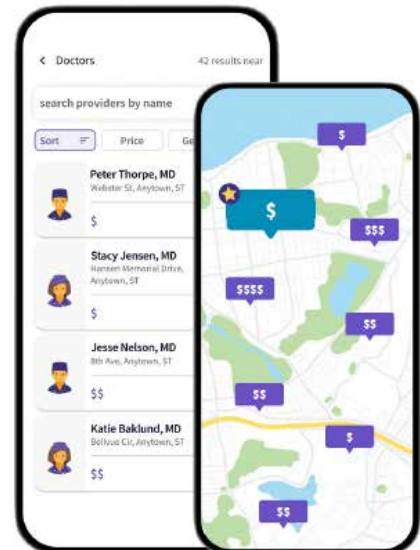 < Doctors 42 results near
search providers by name
Sort Price Ge
Peter Thorpe, MD
Webster St, Anytown, ST
$
Stacy Jensen, MD
Hansen Memorial Drive,
Anytown, ST
$
Jesse Nelson, MD
8th Ave, Anytown, ST
$$
Katie Baklund, MD
Bellvue Cir, Anytown, ST
$$
$
$
$$$
$$$$
$$
$$
$
$$